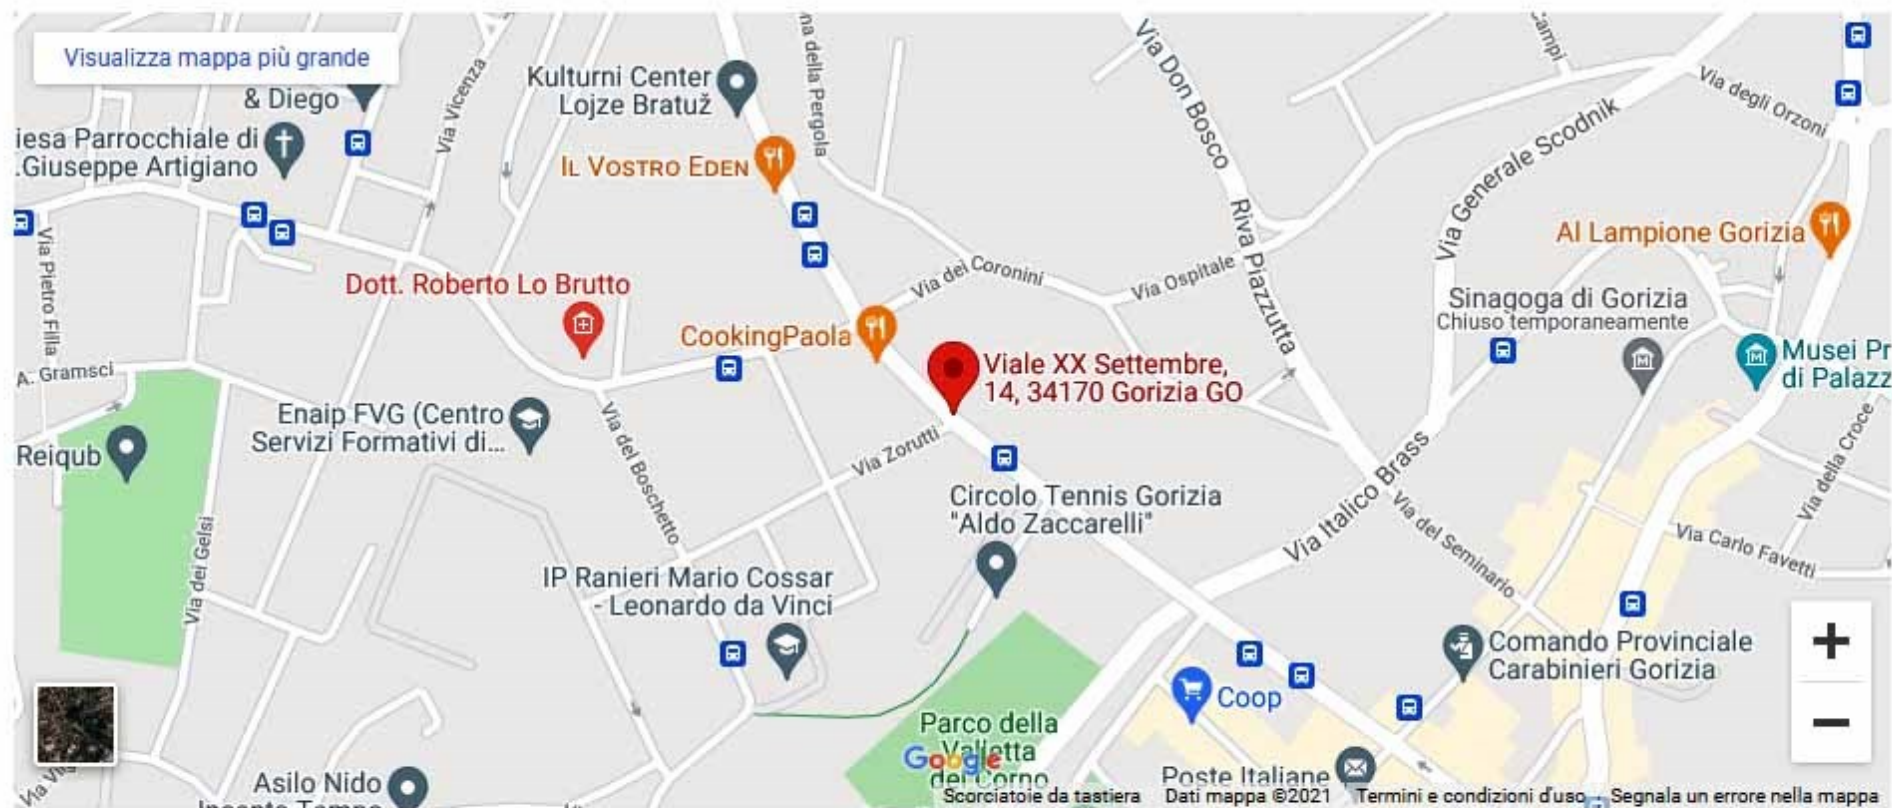 Visualizza mappa più grande
& Diego
iesa Parrocchiale di
.Giuseppe Artigiano
Via Vicenza
Kulturni Center
Lojze Bratuž
IL VOSTRO EDEN
na della Pergola
Via Don Bosco
Campi
Via degli Orzoni
Via Generale Scodnik
Riva Piazzutta
Al Lampione Gorizia
Via Pietro Filla
Dott. Roberto Lo Brutto
Via dei Coronini
Via Ospitale
Sinagoga di Gorizia
Chiuso temporaneamente
CookingPaola
Viale XX Settembre,
14, 34170 Gorizia GO
Musei Pr
di Palazz
A. Gramsci
Enaip FVG (Centro
Servizi Formativi di...
Reiqub
Via del Boschetto
Via Zorutti
Via della Croce
Circolo Tennis Gorizia
"Aldo Zaccarelli"
Via Italico Brass
Via del Seminario
Via Carlo Favetti
Via dei Gelsi
IP Ranieri Mario Cossar
- Leonardo da Vinci
Comando Provinciale
Carabinieri Gorizia
Coop
Parco della
Valletta
del Corno
Google
Poste Italiane
Asilo Nido
Scorciatoie da tastiera Dati mappa ©2021 Termini e condizioni d'uso Segnala un errore nella mappa